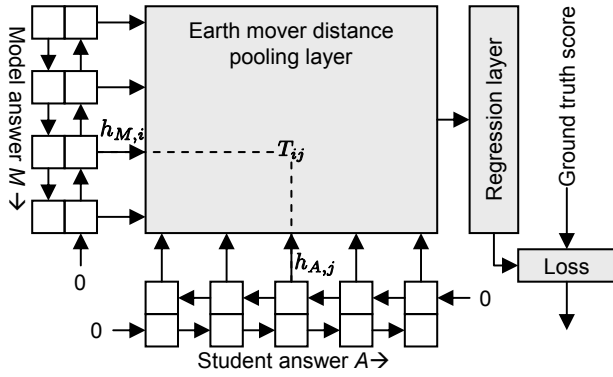 Earth mover distance
pooling layer
Model answer M →
h_{M,i}
T_{ij}
h_{A,j}
Regression layer
Ground truth score
Loss
0
0
0
Student answer A→